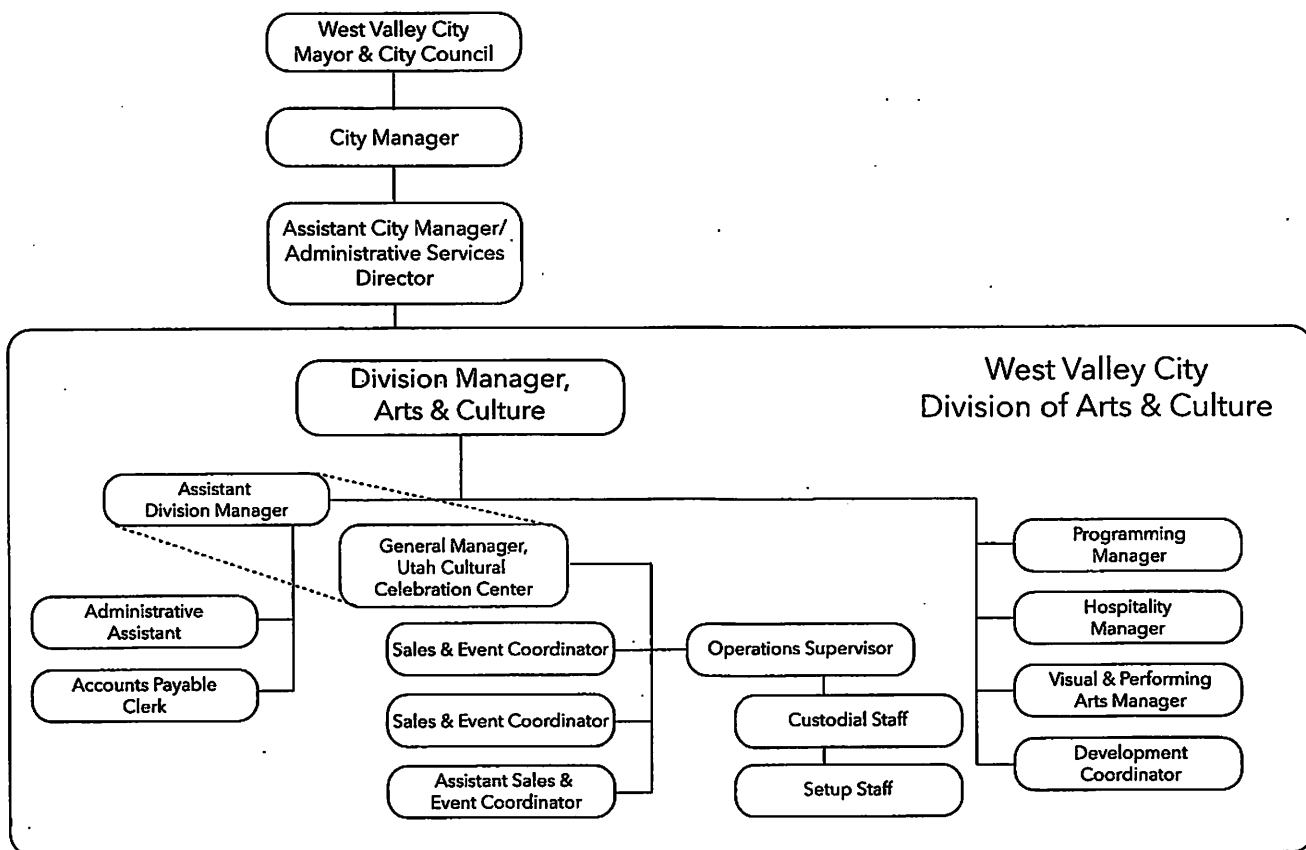 West Valley City
Mayor & City Council
City Manager
Assistant City Manager/
Administrative Services
Director
Division Manager,
Arts & Culture
West Valley City
Division of Arts & Culture
Assistant
Division Manager
General Manager,
Utah Cultural
Celebration Center
Administrative
Assistant
Accounts Payable
Clerk
Sales & Event Coordinator
Sales & Event Coordinator
Assistant Sales &
Event Coordinator
Operations Supervisor
Custodial Staff
Setup Staff
Programming
Manager
Hospitality
Manager
Visual & Performing
Arts Manager
Development
Coordinator